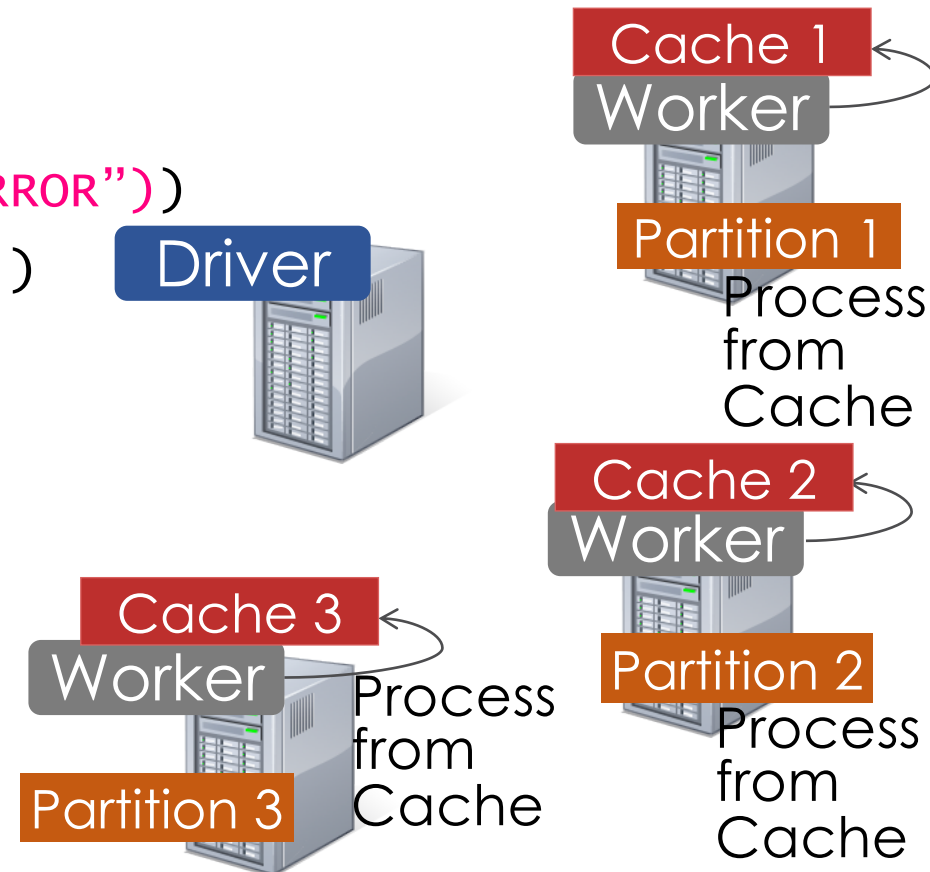 Cache 1
Worker
RROR”))
)
Driver
Partition 1
Process
from
Cache
Cache 2
Worker
Partition 2
Process
from
Cache
Cache 3
Worker
Process
from
Cache
Partition 3